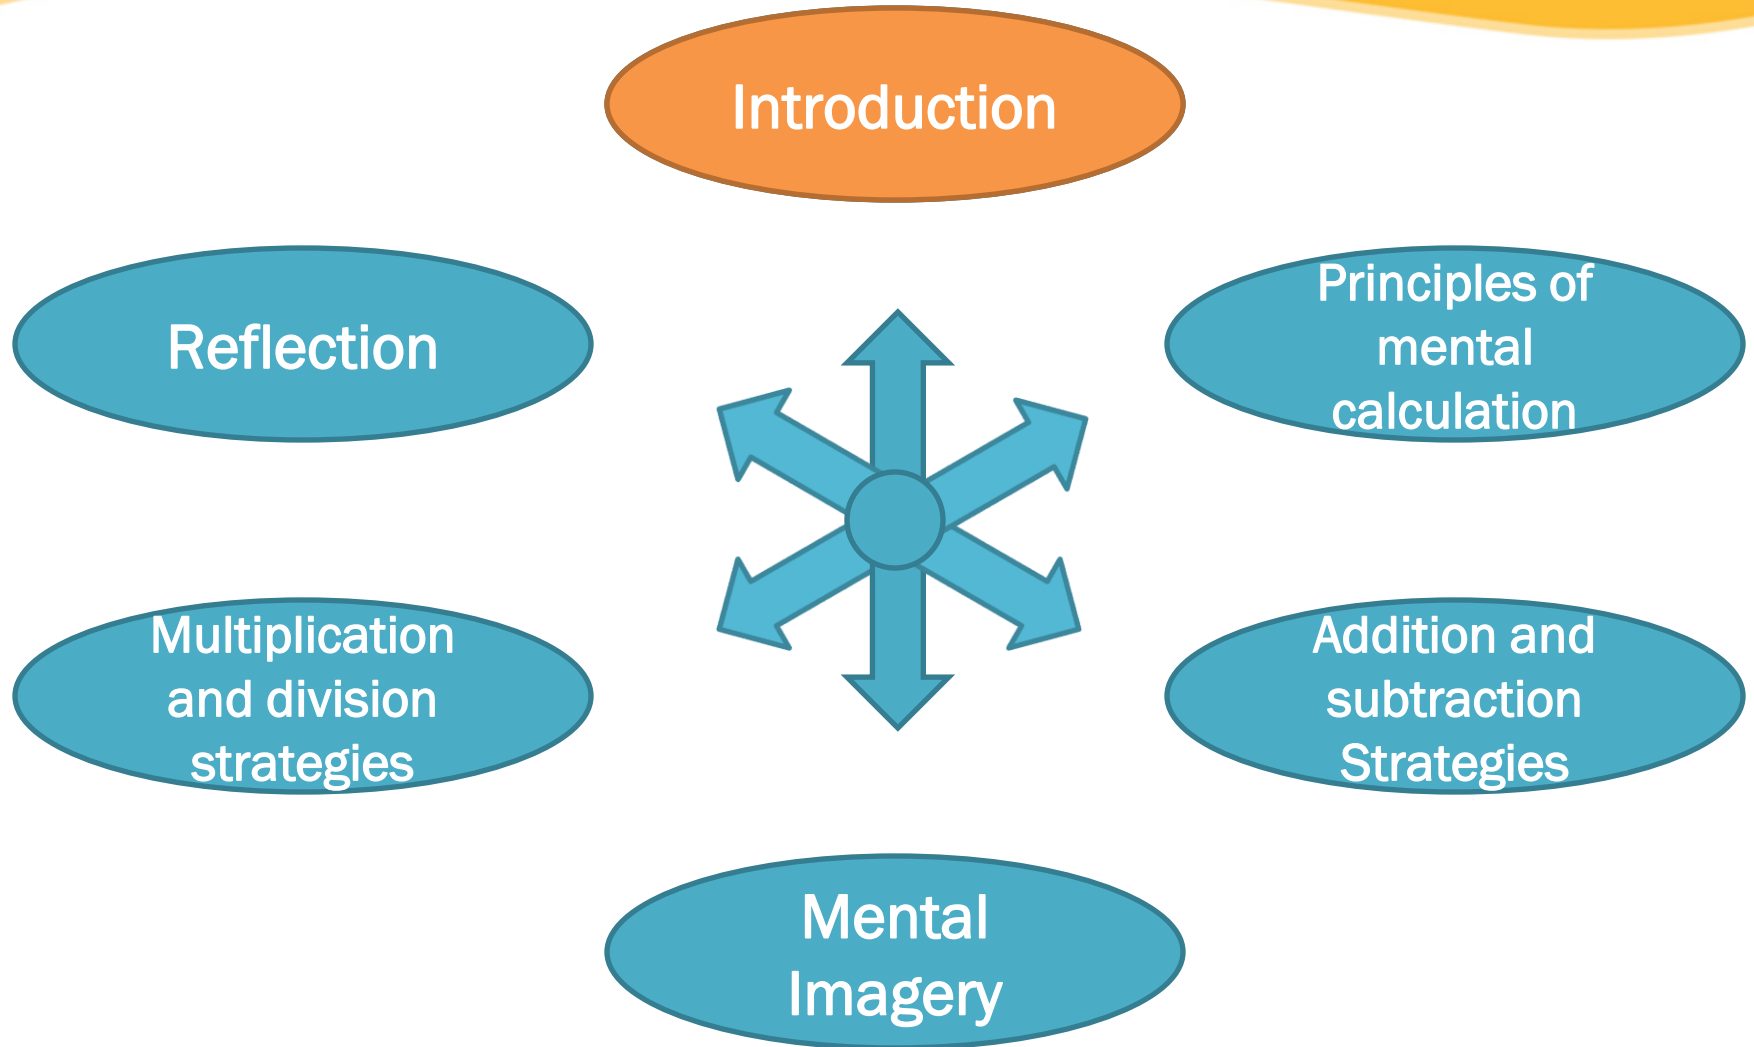 Introduction
Reflection
Principles of
mental
calculation
Multiplication
and division
strategies
Addition and
subtraction
Strategies
Mental
Imagery